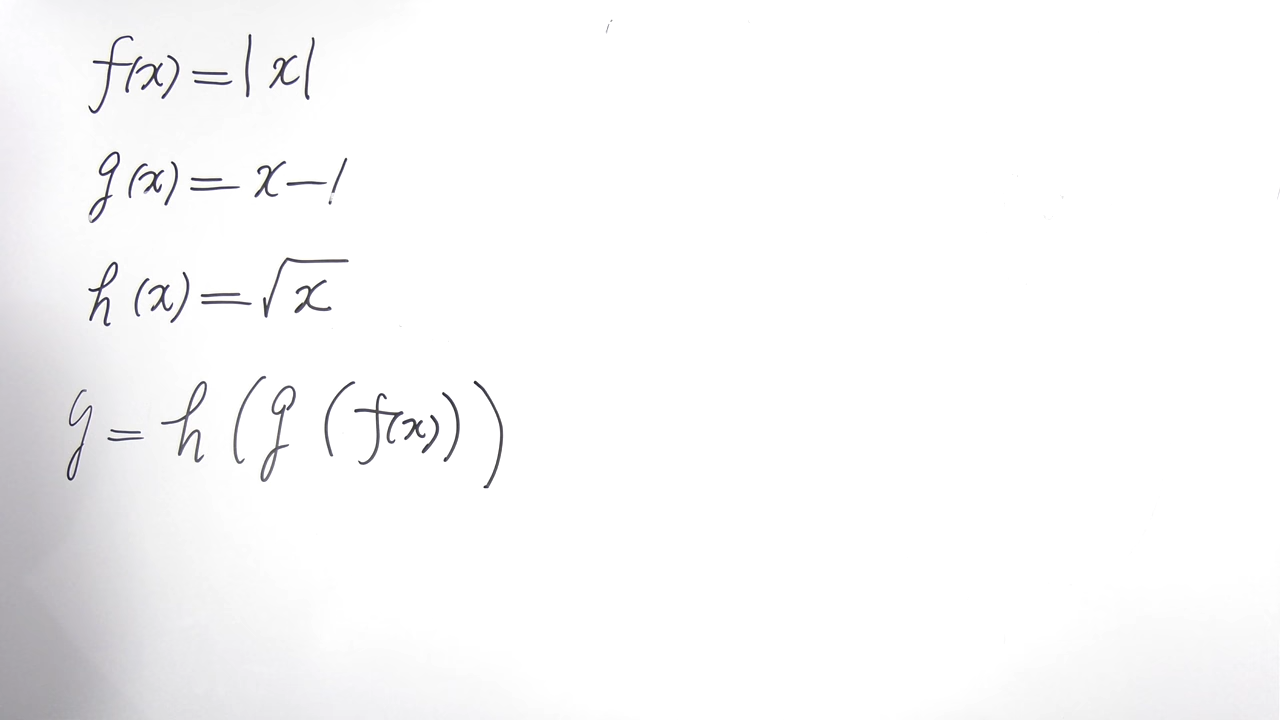 f(x) = |x|
g(x) = x - 1
h(x) = √x
y = h(g(f(x)))